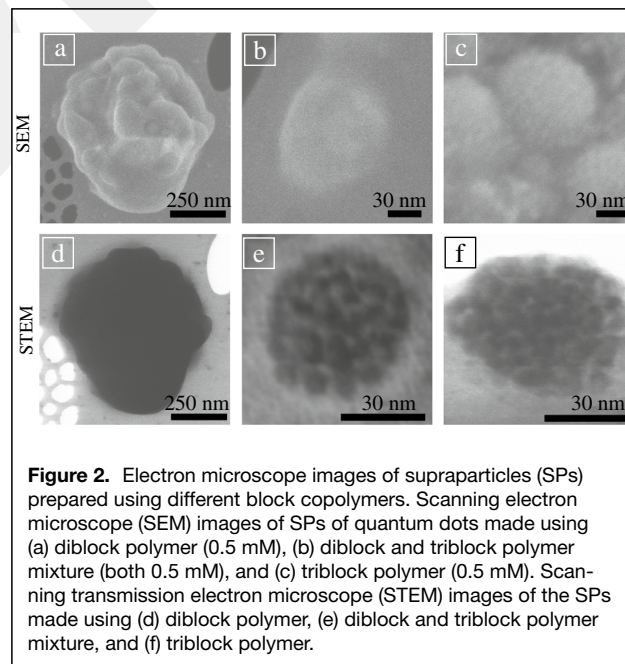 SEM
a
250 nm
b
30 nm
c
30 nm
STEM
d
250 nm
e
30 nm
f
30 nm
Figure 2. Electron microscope images of supraparticles (SPs)
prepared using different block copolymers. Scanning electron
microscope (SEM) images of SPs of quantum dots made using
(a) diblock polymer (0.5 mM), (b) diblock and triblock polymer
mixture (both 0.5 mM), and (c) triblock polymer (0.5 mM). Scan-
ning transmission electron microscope (STEM) images of the SPs
made using (d) diblock polymer, (e) diblock and triblock polymer
mixture, and (f) triblock polymer.